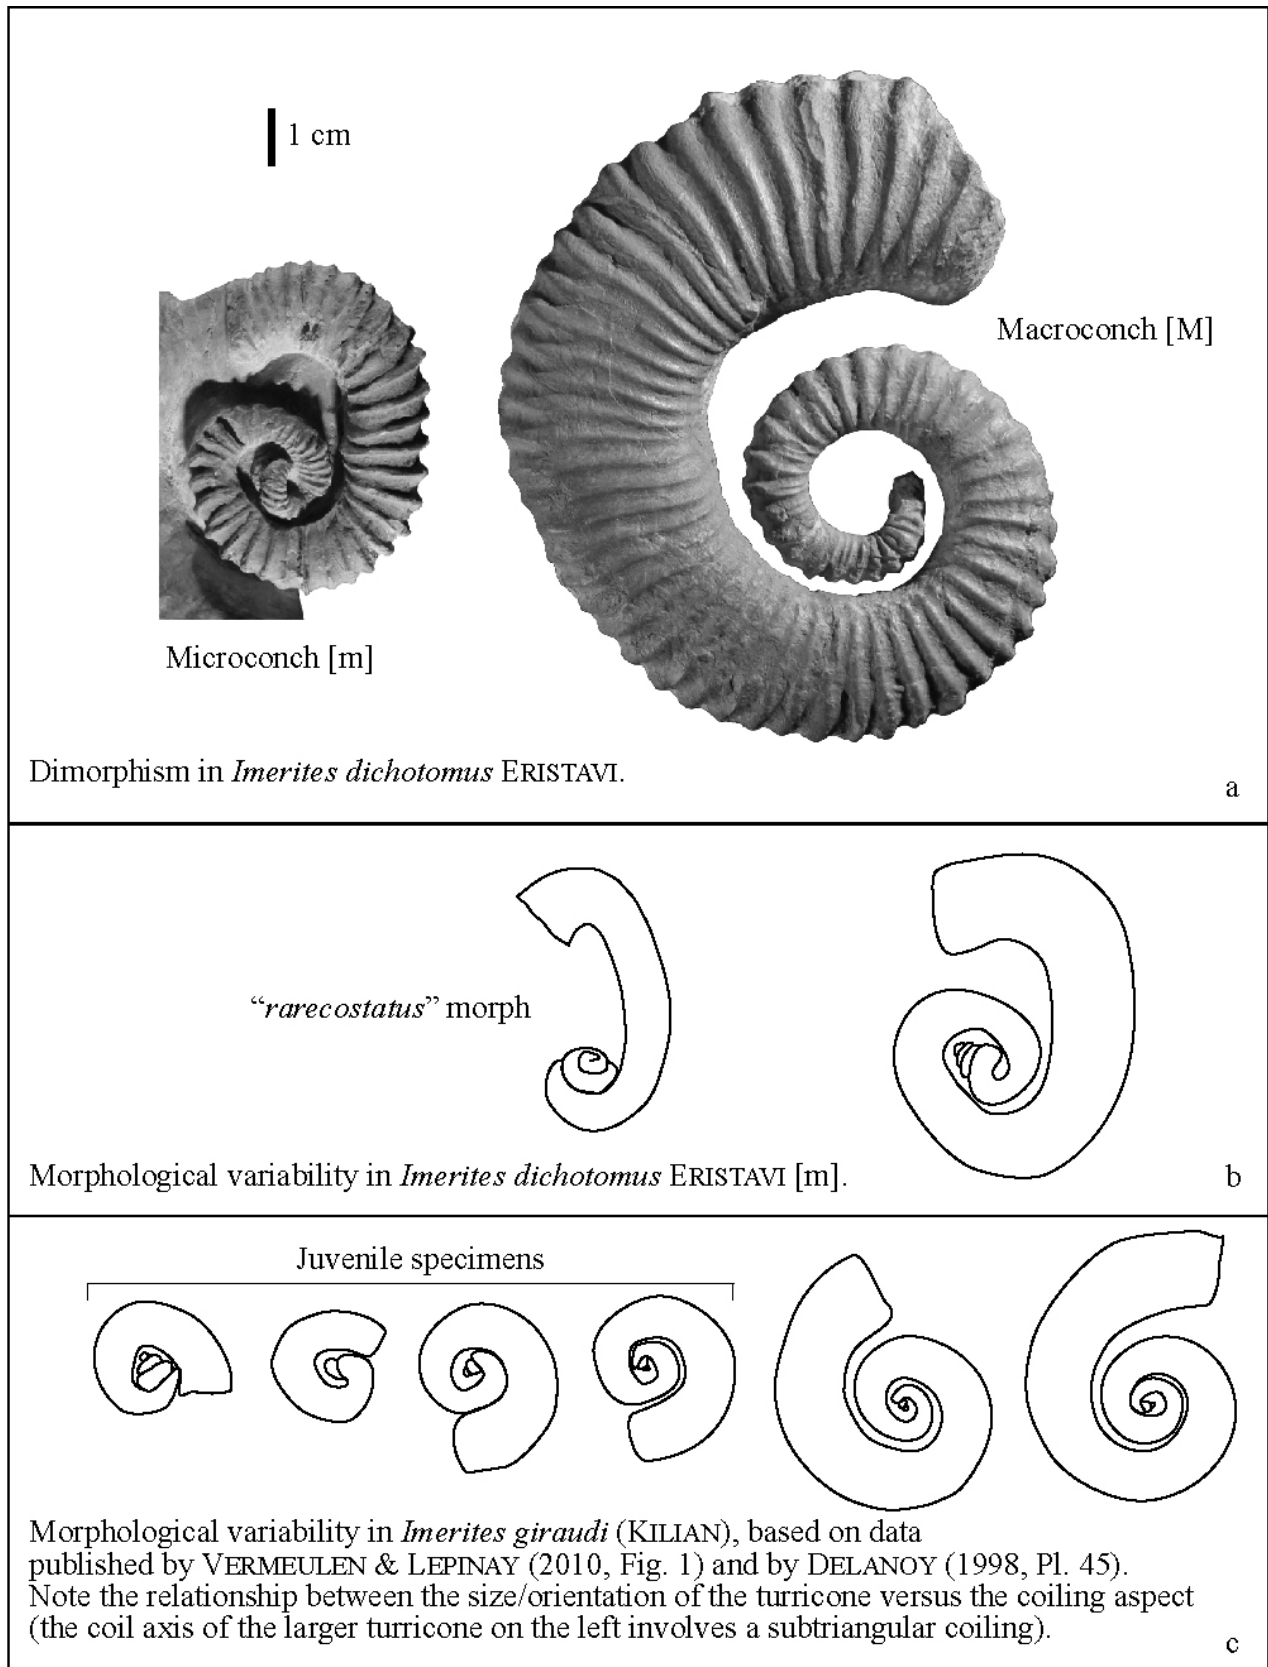 1 cm
Macroconch [M]
Microconch [m]
Dimorphism in Imerites dichotomus ERISTAVI.
a
“rarecostatus” morph
Morphological variability in Imerites dichotomus ERISTAVI [m].
b
Juvenile specimens
Morphological variability in Imerites giraudi (KILIAN), based on data
published by VERMEULEN & LEPINAY (2010, Fig. 1) and by DELANOY (1998, Pl. 45).
Note the relationship between the size/orientation of the turricone versus the coiling aspect
(the coil axis of the larger turricone on the left involves a subtriangular coiling).
c